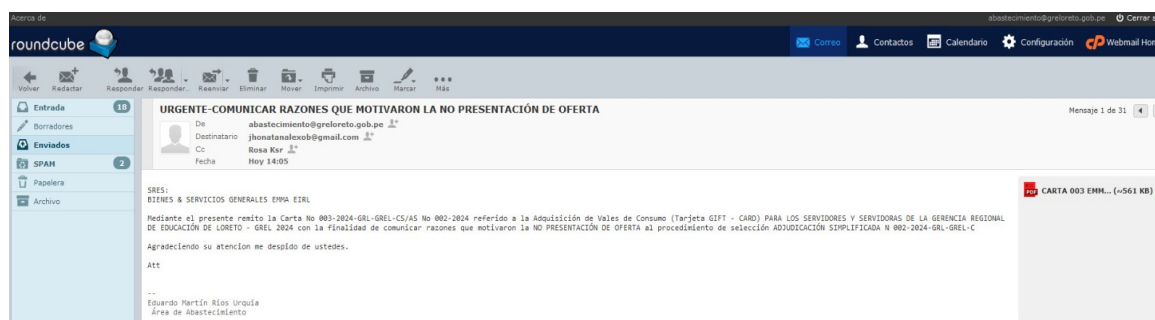 Acerca de
abastecimiento@greloreto.gob.pe Cerrar s
roundcube
Correo Contactos Calendario Configuración cP Webmail Hom
Volver Redactar Responder Responder.. Reenviar Eliminar Mover Imprimir Archivo Marcar Más
Entrada 18
Borradores
Enviados
SPAM 2
Papelera
Archivo
URGENTE-COMUNICAR RAZONES QUE MOTIVARON LA NO PRESENTACIÓN DE OFERTA
Mensaje 1 de 31
De abastecimiento@greloreto.gob.pe
Destinatario jhonatanalexob@gmail.com
Cc Rosa Ksr
Fecha Hoy 14:05
SRES:
BIENES & SERVICIOS GENERALES EMMA EIRL
Mediante el presente remito la Carta No 003-2024-GRL-GREL-CS/AS No 002-2024 referido a la Adquisición de Vales de Consumo (Tarjeta GIFT - CARD) PARA LOS SERVIDORES Y SERVIDORAS DE LA GERENCIA REGIONAL
DE EDUCACIÓN DE LORETO - GREL 2024 con la finalidad de comunicar razones que motivaron la NO PRESENTACIÓN DE OFERTA al procedimiento de selección ADJUDICACIÓN SIMPLIFICADA N 002-2024-GRL-GREL-C
Agradeciendo su atencion me despido de ustedes.
Att
--
Eduardo Martín Rios Urquia
Área de Abastecimiento
PDF CARTA 003 EMM... (~561 KB)